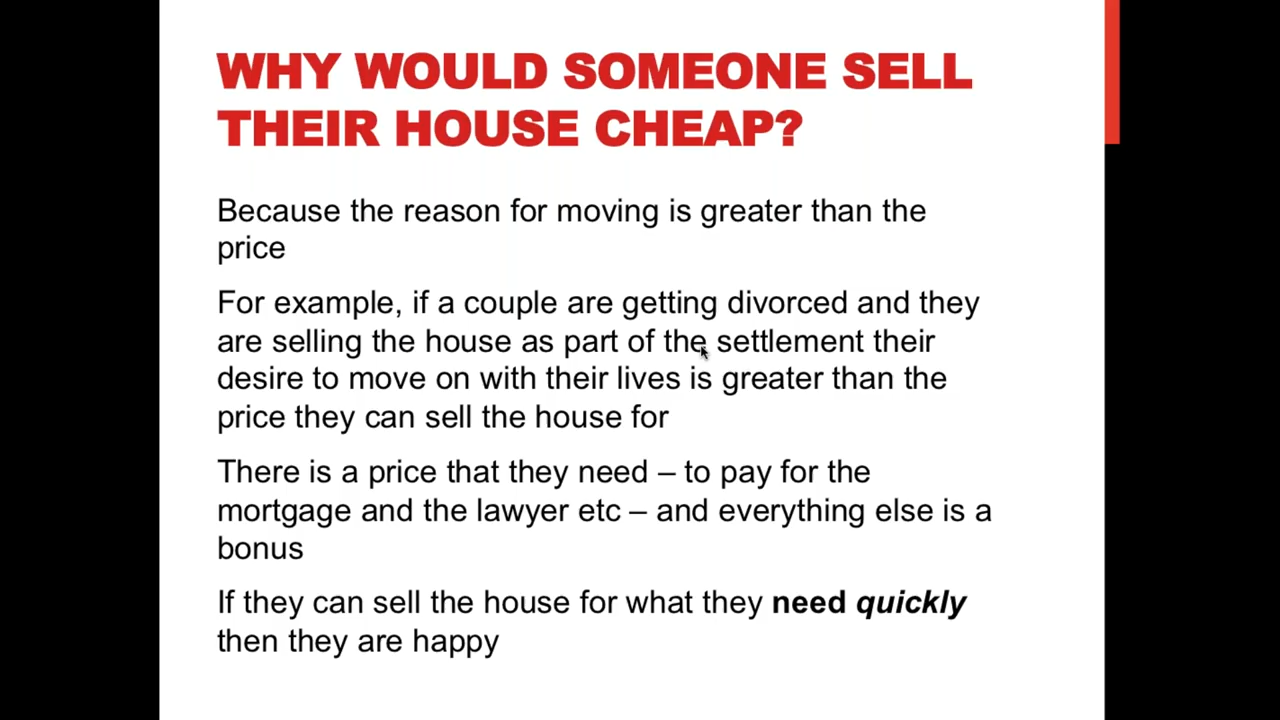 WHY WOULD SOMEONE SELL
THEIR HOUSE CHEAP?
Because the reason for moving is greater than the
price
For example, if a couple are getting divorced and they
are selling the house as part of the settlement their
desire to move on with their lives is greater than the
price they can sell the house for
There is a price that they need – to pay for the
mortgage and the lawyer etc – and everything else is a
bonus
If they can sell the house for what they need quickly
then they are happy